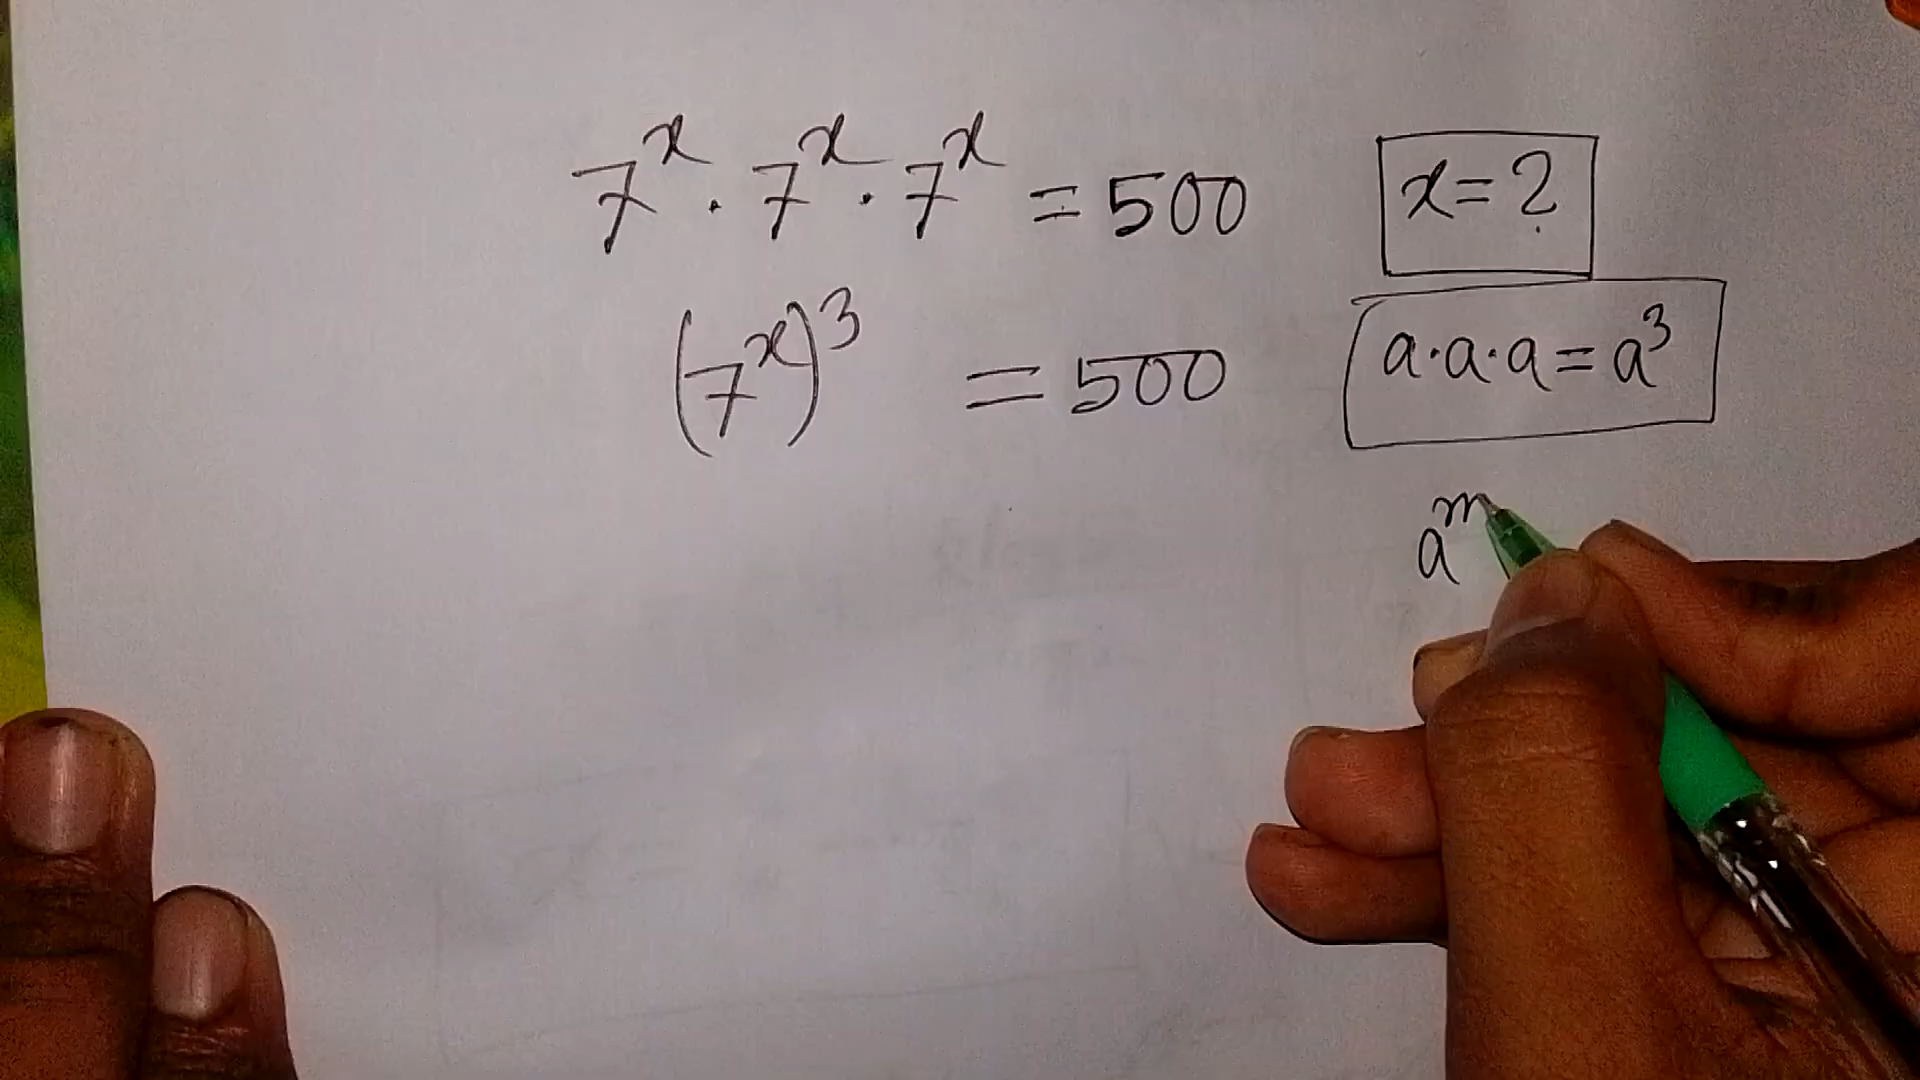 7^x · 7^x · 7^x = 500
x = ?
(7^x)^3 = 500
a·a·a = a^3
a^m